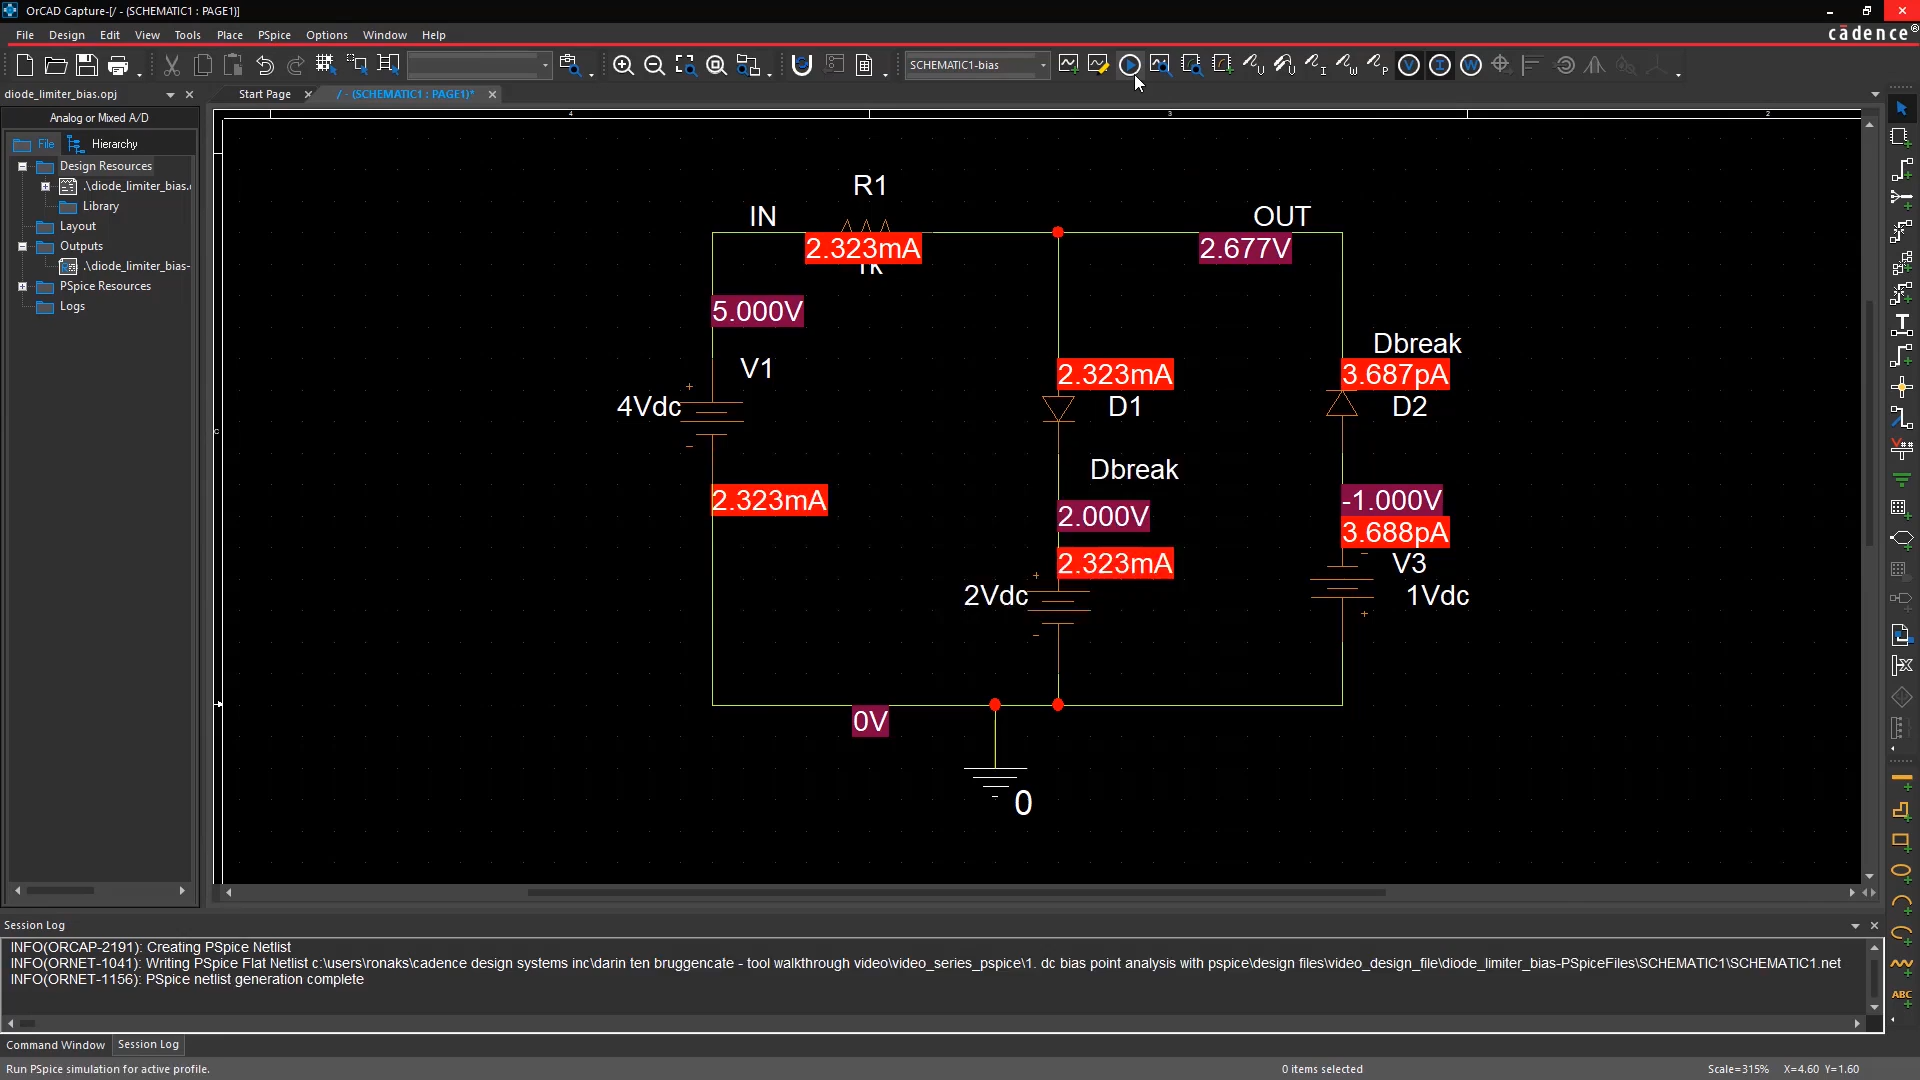 OrCAD Capture-[/ - (SCHEMATIC1 : PAGE1)]
File Design Edit View Tools Place PSpice Options Window Help
cādence®
SCHEMATIC1-bias
diode_limiter_bias.opj
Start Page
/ - (SCHEMATIC1 : PAGE1)*
Analog or Mixed A/D
File
Hierarchy
Design Resources
.\diode_limiter_bias.
Library
Layout
Outputs
.\diode_limiter_bias-
PSpice Resources
Logs
4
3
2
C
R1
IN
OUT
2.323mA
1k
2.677V
5.000V
V1
+
4Vdc
-
2.323mA
2.323mA
D1
Dbreak
2.000V
2.323mA
+
2Vdc
-
Dbreak
3.687pA
D2
-1.000V
3.688pA
-
V3
1Vdc
+
0V
0
Session Log
INFO(ORCAP-2191): Creating PSpice Netlist
INFO(ORNET-1041): Writing PSpice Flat Netlist c:\users\ronaks\cadence design systems inc\darin ten bruggencate - tool walkthrough video\video_series_pspice\1. dc bias point analysis with pspice\design files\video_design_file\diode_limiter_bias-PSpiceFiles\SCHEMATIC1\SCHEMATIC1.net
INFO(ORNET-1156): PSpice netlist generation complete
Command Window
Session Log
Run PSpice simulation for active profile.
0 items selected
Scale=315% X=4.60 Y=1.60
V
I
W
U
U
I
W
P
T
ABC